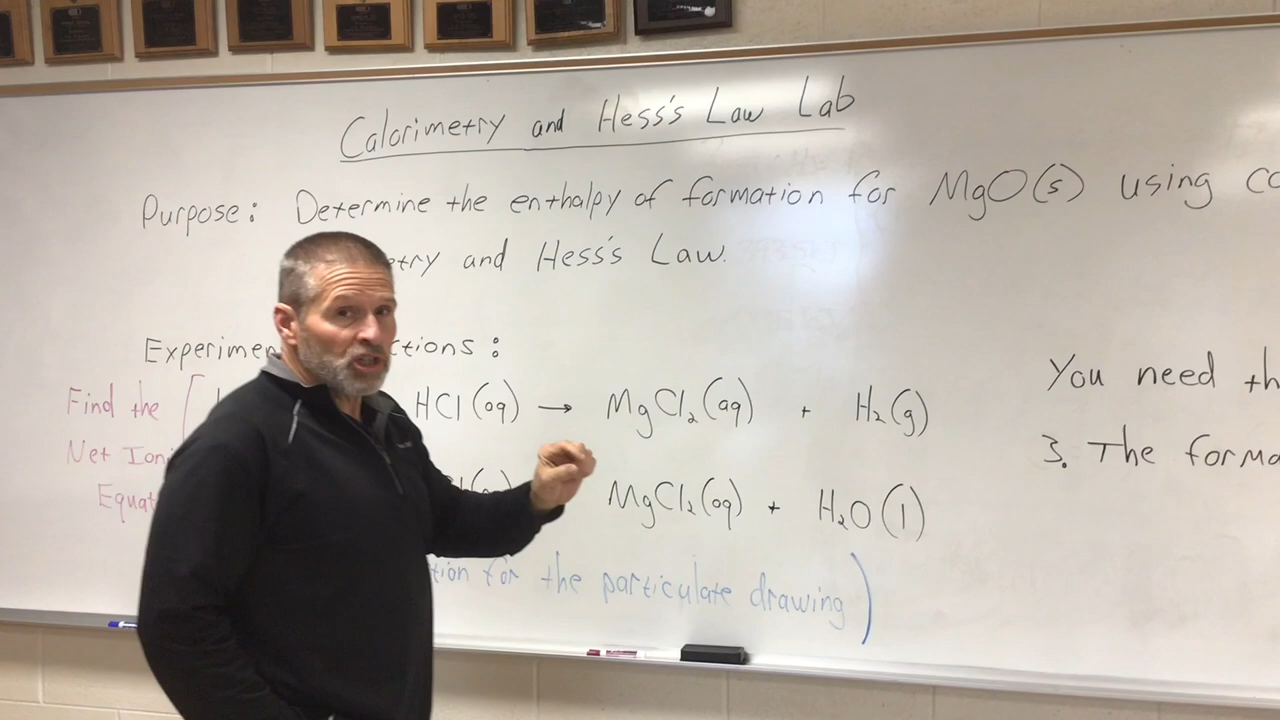 Calorimetry and Hess's Law Lab
Purpose: Determine the enthalpy of formation for MgO(s) using co
etry and Hess's Law.
Experimen ctions:
Find the [ HCl(aq) → MgCl₂(aq) + H₂(g)
Net Ioni
Equat MgCl₂(aq) + H₂O(l)
tion for the particulate drawing)
You need th
3. The forma